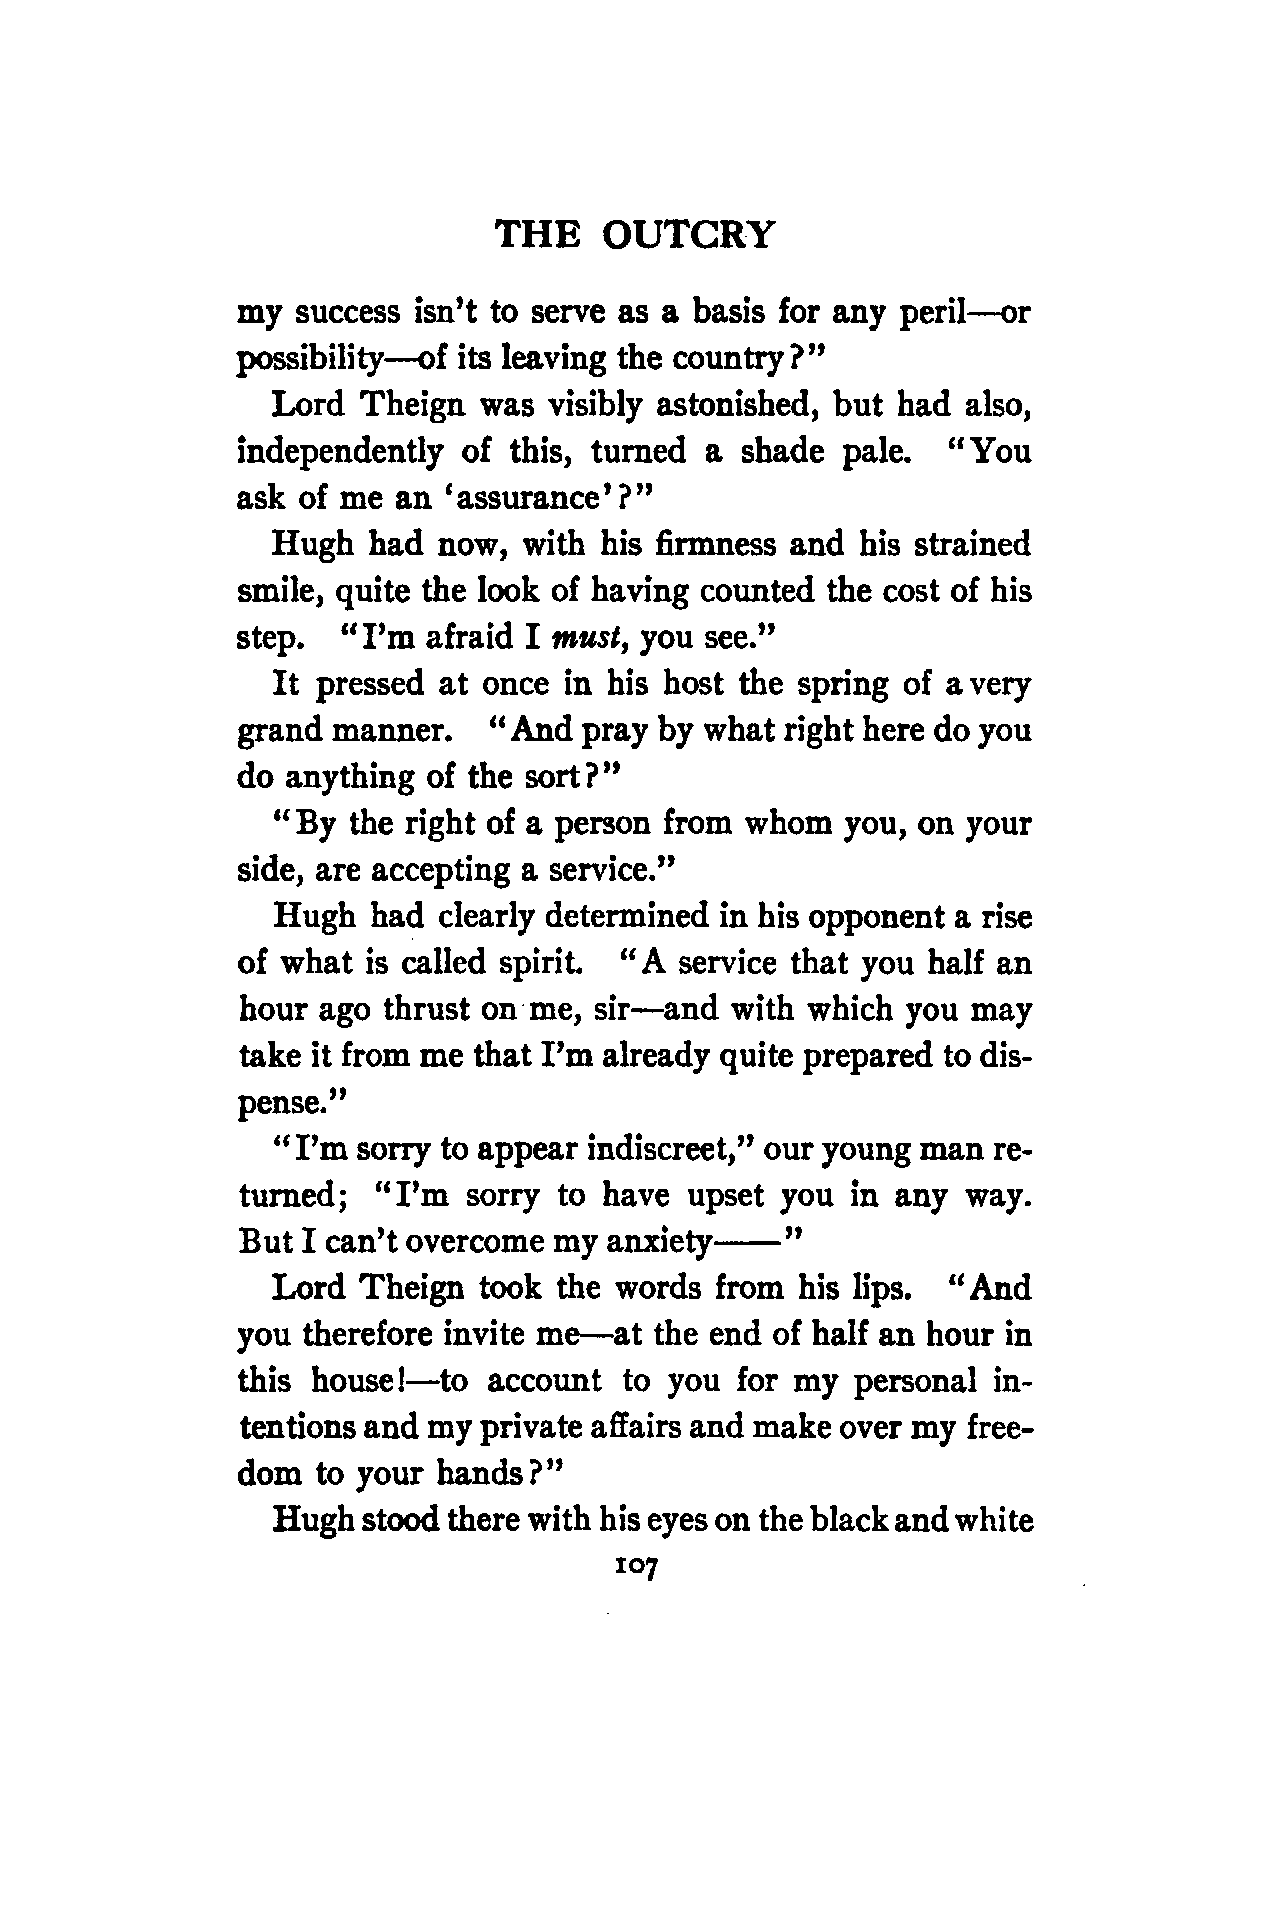 THE OUTCRY
my success isn't to serve as a basis for any peril—or
possibility—of its leaving the country?"
Lord Theign was visibly astonished, but had also,
independently of this, turned a shade pale. "You
ask of me an 'assurance'?"
Hugh had now, with his firmness and his strained
smile, quite the look of having counted the cost of his
step. "I'm afraid I must, you see."
It pressed at once in his host the spring of a very
grand manner. "And pray by what right here do you
do anything of the sort?"
"By the right of a person from whom you, on your
side, are accepting a service."
Hugh had clearly determined in his opponent a rise
of what is called spirit. "A service that you half an
hour ago thrust on me, sir—and with which you may
take it from me that I'm already quite prepared to dis-
pense."
"I'm sorry to appear indiscreet," our young man re-
turned; "I'm sorry to have upset you in any way.
But I can't overcome my anxiety——"
Lord Theign took the words from his lips. "And
you therefore invite me—at the end of half an hour in
this house!—to account to you for my personal in-
tentions and my private affairs and make over my free-
dom to your hands?"
Hugh stood there with his eyes on the black and white
107